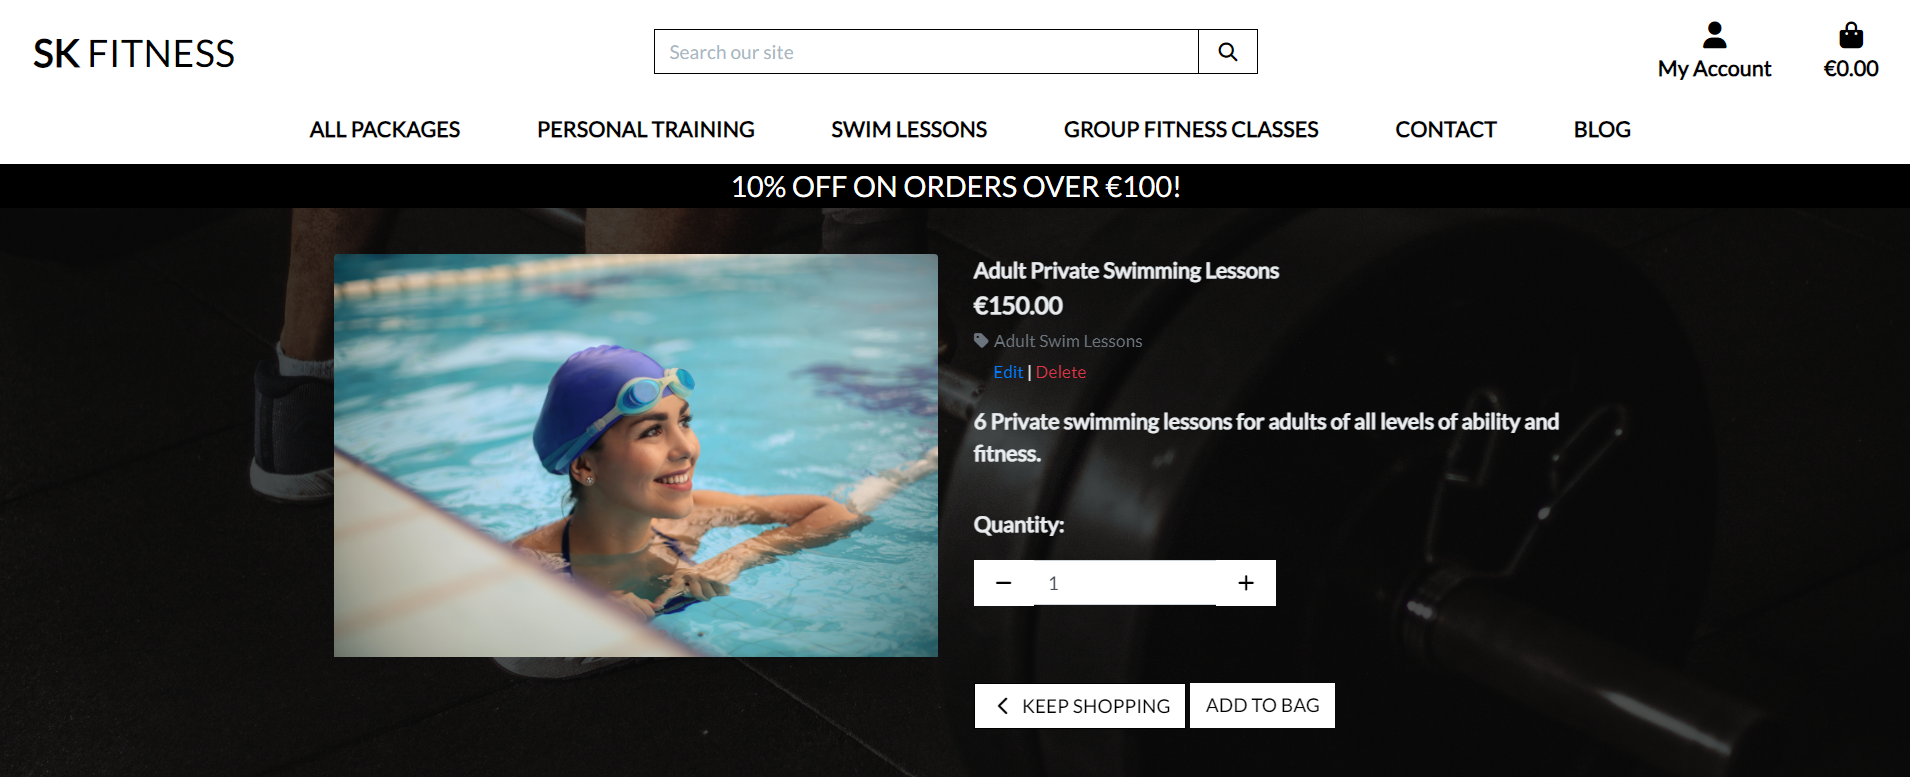 SK FITNESS
Search our site
My Account
€0.00
ALL PACKAGES
PERSONAL TRAINING
SWIM LESSONS
GROUP FITNESS CLASSES
CONTACT
BLOG
10% OFF ON ORDERS OVER €100!
Adult Private Swimming Lessons
€150.00
Adult Swim Lessons
Edit | Delete
6 Private swimming lessons for adults of all levels of ability and
fitness.
Quantity:
1
KEEP SHOPPING
ADD TO BAG